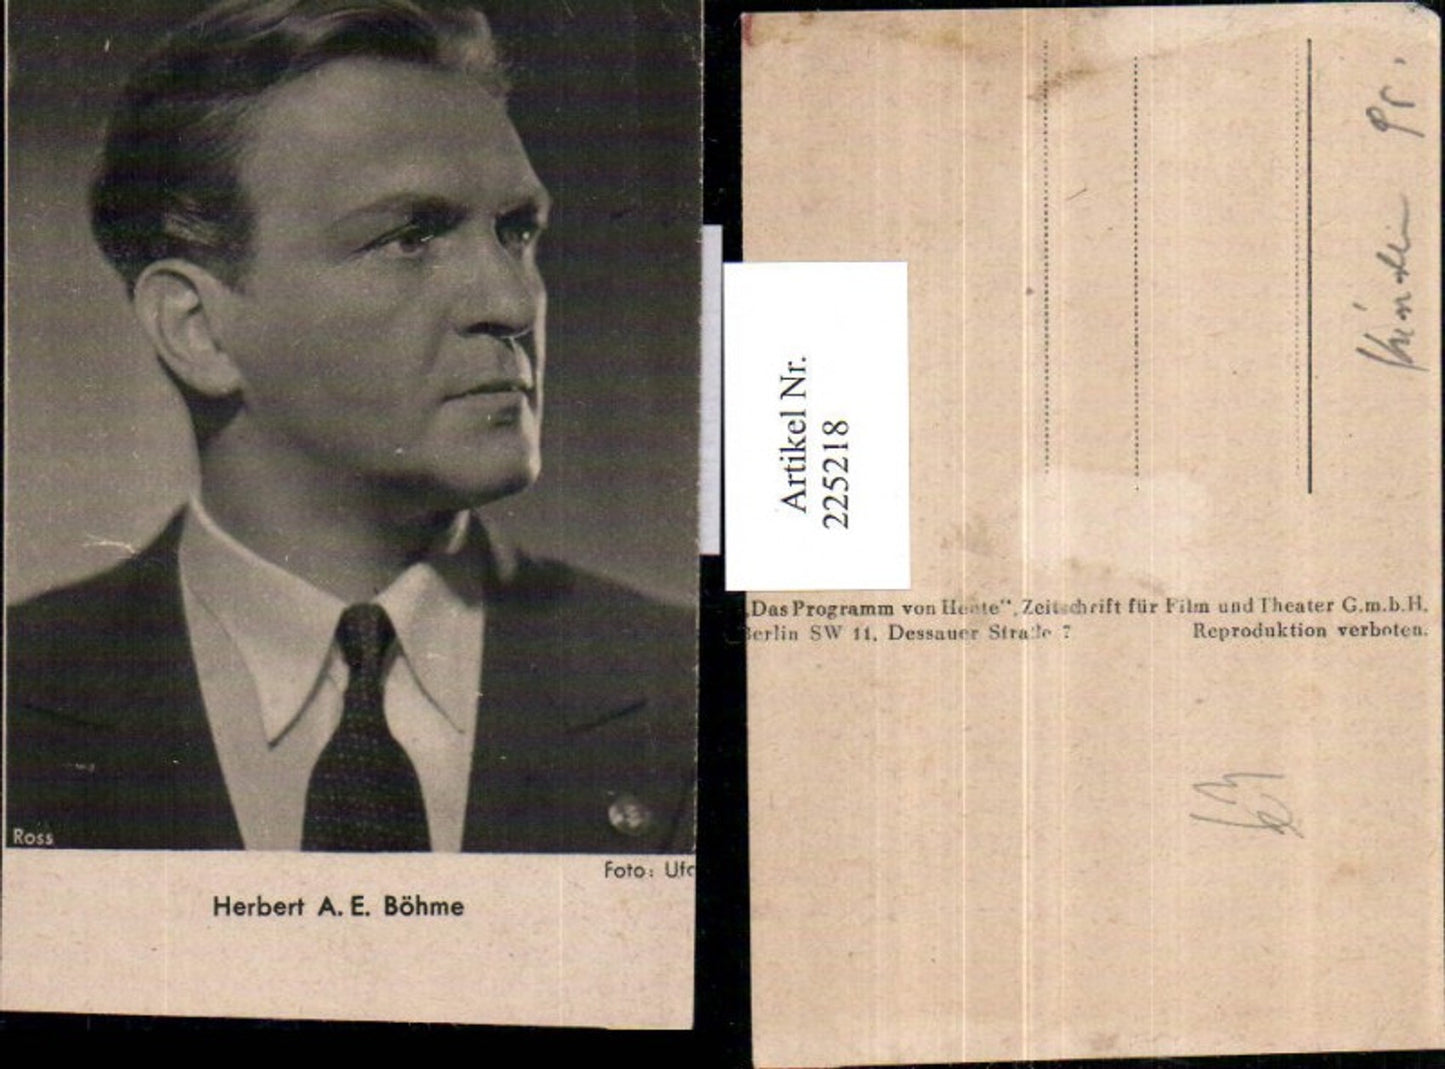 Ross
Foto: Ufa
Herbert A. E. Böhme
Artikel Nr.
225218
„Das Programm von Heute“, Zeitschrift für Film und Theater G.m.b.H.
Berlin SW 11, Dessauer Straße 7
Reproduktion verboten.